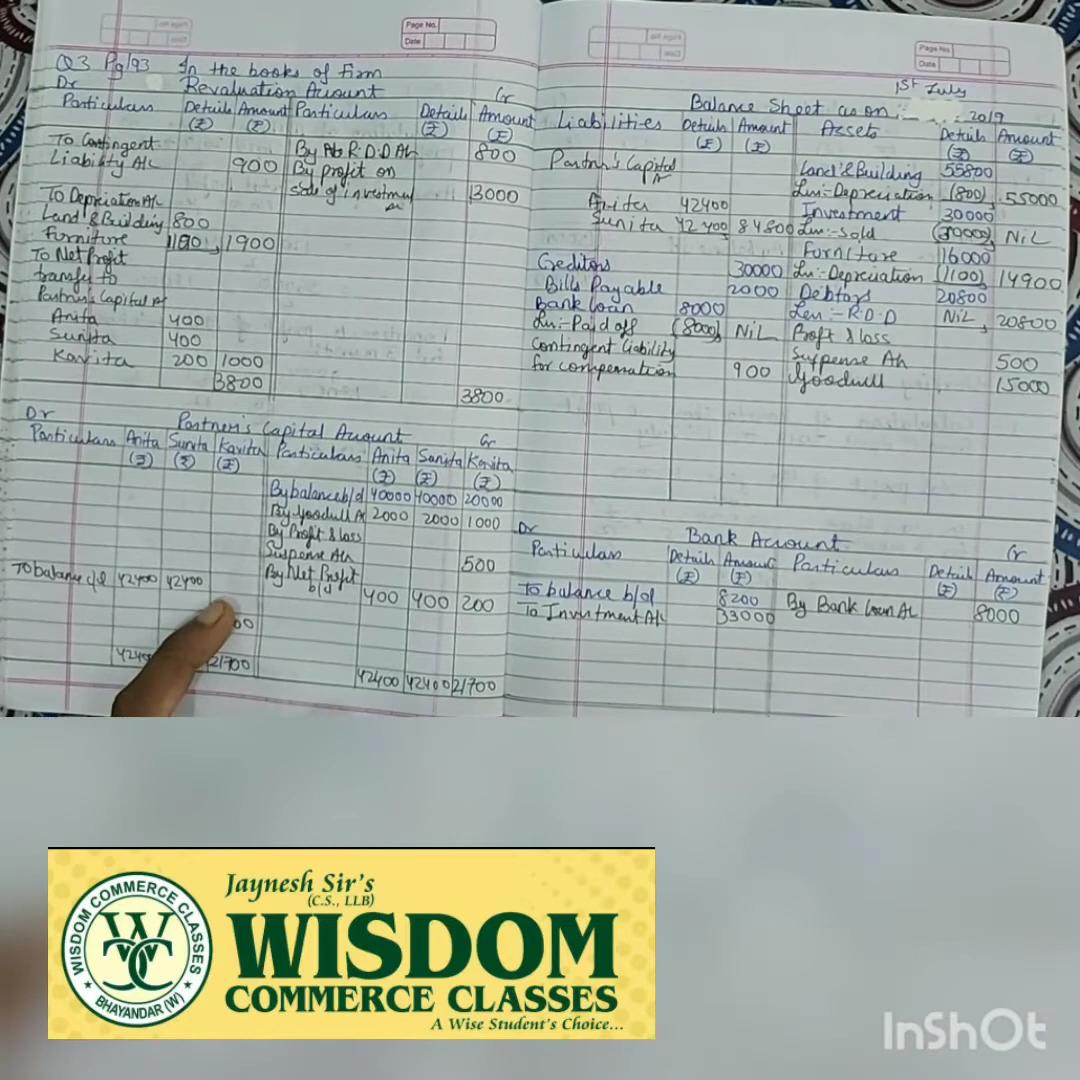 Page No.
Date
Page No.
Date
Q3 Pg193 In the books of firm
Dr Revaluation Account Cr
Particulars Details (₹) Amount (₹) Particulars Details (₹) Amount (₹)
To Contingent
Liability A/c 900
By R.D.D A/c 800
By profit on
sale of investment 3000
To Depreciation A/c
Land & Building 800
Furniture 1100 1900
To Net Profit
transfer to
Partner's Capital A/c
Anita 400
Sunita 400
Kavita 200 1000
3800 3800
Dr Partner's Capital Account Cr
Particulars Anita (₹) Sunita (₹) Kavita (₹) Particulars Anita (₹) Sunita (₹) Kavita (₹)
By balance b/d 40000 40000 20000
By Goodwill A/c 2000 2000 1000
By Profit & loss
Suspense A/c 500
By Net Profit
b/d 400 400 200
To balance c/d 42400 42400
21700 42400 42400 21700
1st July
Balance Sheet as on :- 2019
Liabilities Details (₹) Amount (₹) Assets Details (₹) Amount (₹)
Partner's Capital
Anita 42400
Sunita 42400 84800
Creditors 30000
Bills Payable 2000
Bank loan 8000
Less:- Paid off (8000) NiL
Contingent liability
for compensation 900
Land & Building 55800
Less:- Depreciation (800) 55000
Investment 30000
Less:- Sold (30000) NiL
Furniture 16000
Less:- Depreciation (1100) 14900
Debtors 20800
Less:- R.D.D NiL 20800
Profit & loss
Suspense A/c 500
Goodwill 15000
Dr Bank Account Cr
Particulars Details (₹) Amount (₹) Particulars Details (₹) Amount (₹)
To balance b/d 8200 By Bank loan A/c 8000
To Investment A/c 33000
WISDOM COMMERCE CLASSES
WCC
BHAYANDAR (W)
Jaynesh Sir's
(C.S., LLB)
WISDOM
COMMERCE CLASSES
A Wise Student's Choice...
InShOt